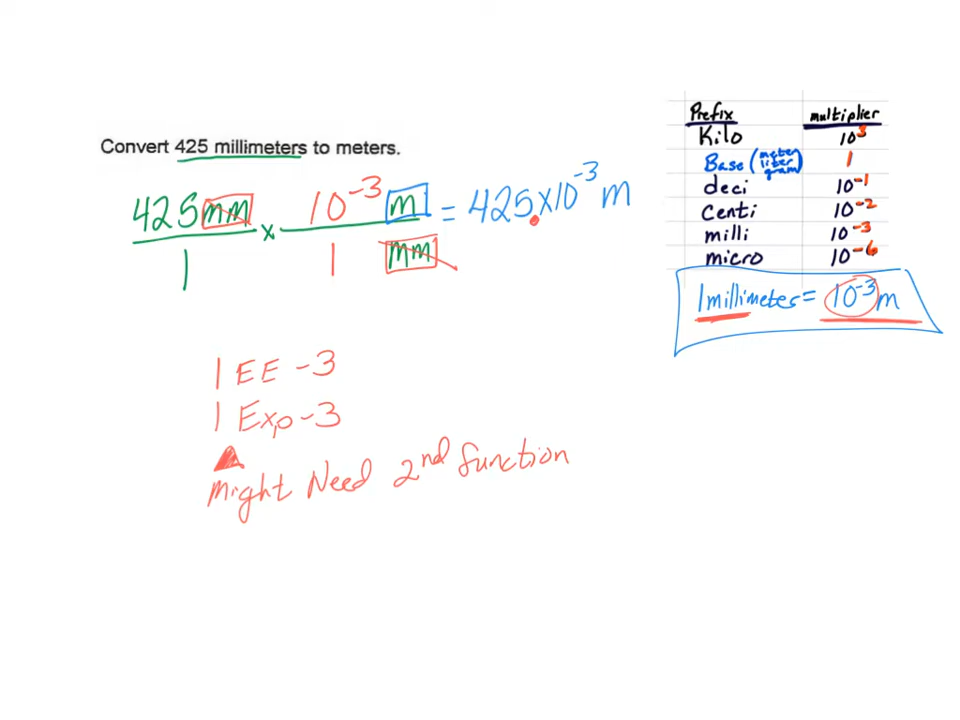 Convert 425 millimeters to meters.
425 mm × 10⁻³ m = 425.×10⁻³ m
1 1 mm
1 EE -3
1 Exp -3
Might Need 2nd function
Prefix multiplier
Kilo 10³
Base (meter liter gram) 1
deci 10⁻¹
Centi 10⁻²
milli 10⁻³
micro 10⁻⁶
1 millimeter = 10⁻³ m